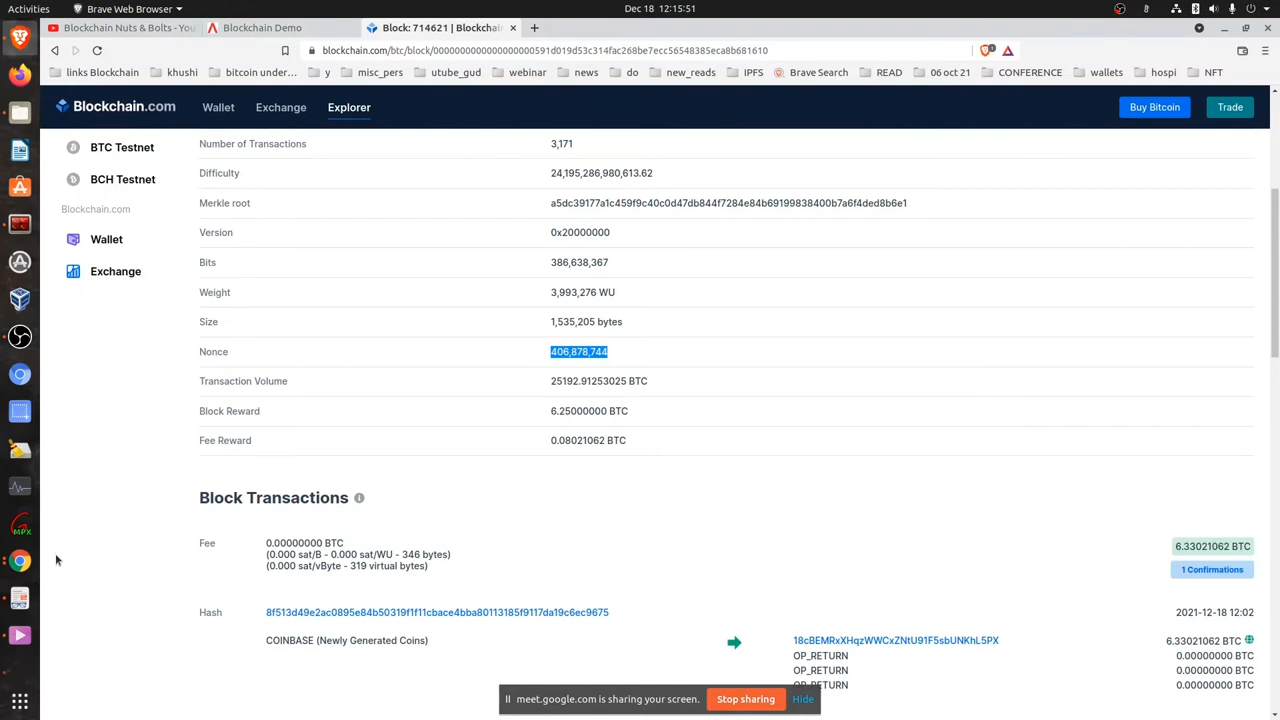 Activities
Brave Web Browser
Dec 18 12:15:51
Blockchain Nuts & Bolts - You
Blockchain Demo
Block: 714621 | Blockchain
blockchain.com/btc/block/0000000000000000000591d019d53c314fac268be7ecc56548385eca8b681610
links Blockchain
khushi
bitcoin under…
y
misc_pers
utube_gud
webinar
news
do
new_reads
IPFS
Brave Search
READ
06 oct 21
CONFERENCE
wallets
hospi
NFT
Blockchain.com
Wallet
Exchange
Explorer
Buy Bitcoin
Trade
BTC Testnet
BCH Testnet
Blockchain.com
Wallet
Exchange
Number of Transactions 3,171
Difficulty 24,195,286,980,613.62
Merkle root a5dc39177a1c459f9c40c0d47db844f7284e84b69199838400b7a6f4ded8b6e1
Version 0x20000000
Bits 386,638,367
Weight 3,993,276 WU
Size 1,535,205 bytes
Nonce 406,878,744
Transaction Volume 25192.91253025 BTC
Block Reward 6.25000000 BTC
Fee Reward 0.08021062 BTC
Block Transactions
Fee 0.00000000 BTC
(0.000 sat/B - 0.000 sat/WU - 346 bytes)
(0.000 sat/vByte - 319 virtual bytes)
6.33021062 BTC
1 Confirmations
Hash 8f513d49e2ac0895e84b50319f1f11cbace4bba80113185f9117da19c6ec9675 2021-12-18 12:02
COINBASE (Newly Generated Coins) 18cBEMRxXHqzWWCxZNtU91F5sbUNKhL5PX 6.33021062 BTC
OP_RETURN 0.00000000 BTC
OP_RETURN 0.00000000 BTC
OP_RETURN 0.00000000 BTC
meet.google.com is sharing your screen.
Stop sharing
Hide
MPX